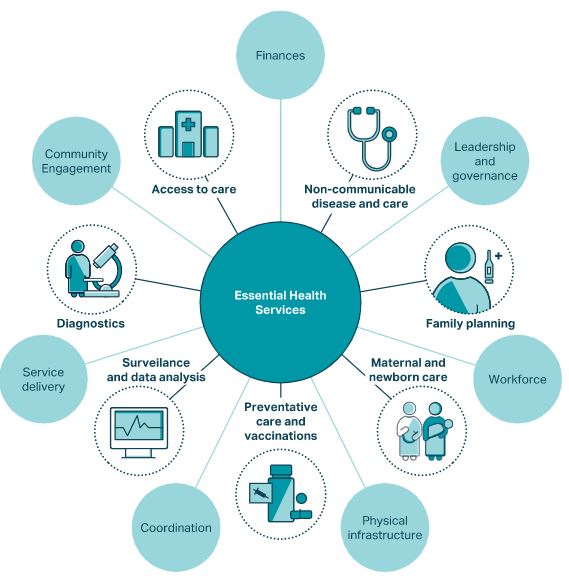 Finances
Community
Engagement
Access to care
Non-communicable
disease and care
Leadership
and
governance
Diagnostics
Essential Health
Services
Family planning
Service
delivery
Surveilance
and data analysis
Preventative
care and
vaccinations
Maternal and
newborn care
Workforce
Coordination
Physical
infrastructure